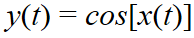 y(t) = cos[x(t)]